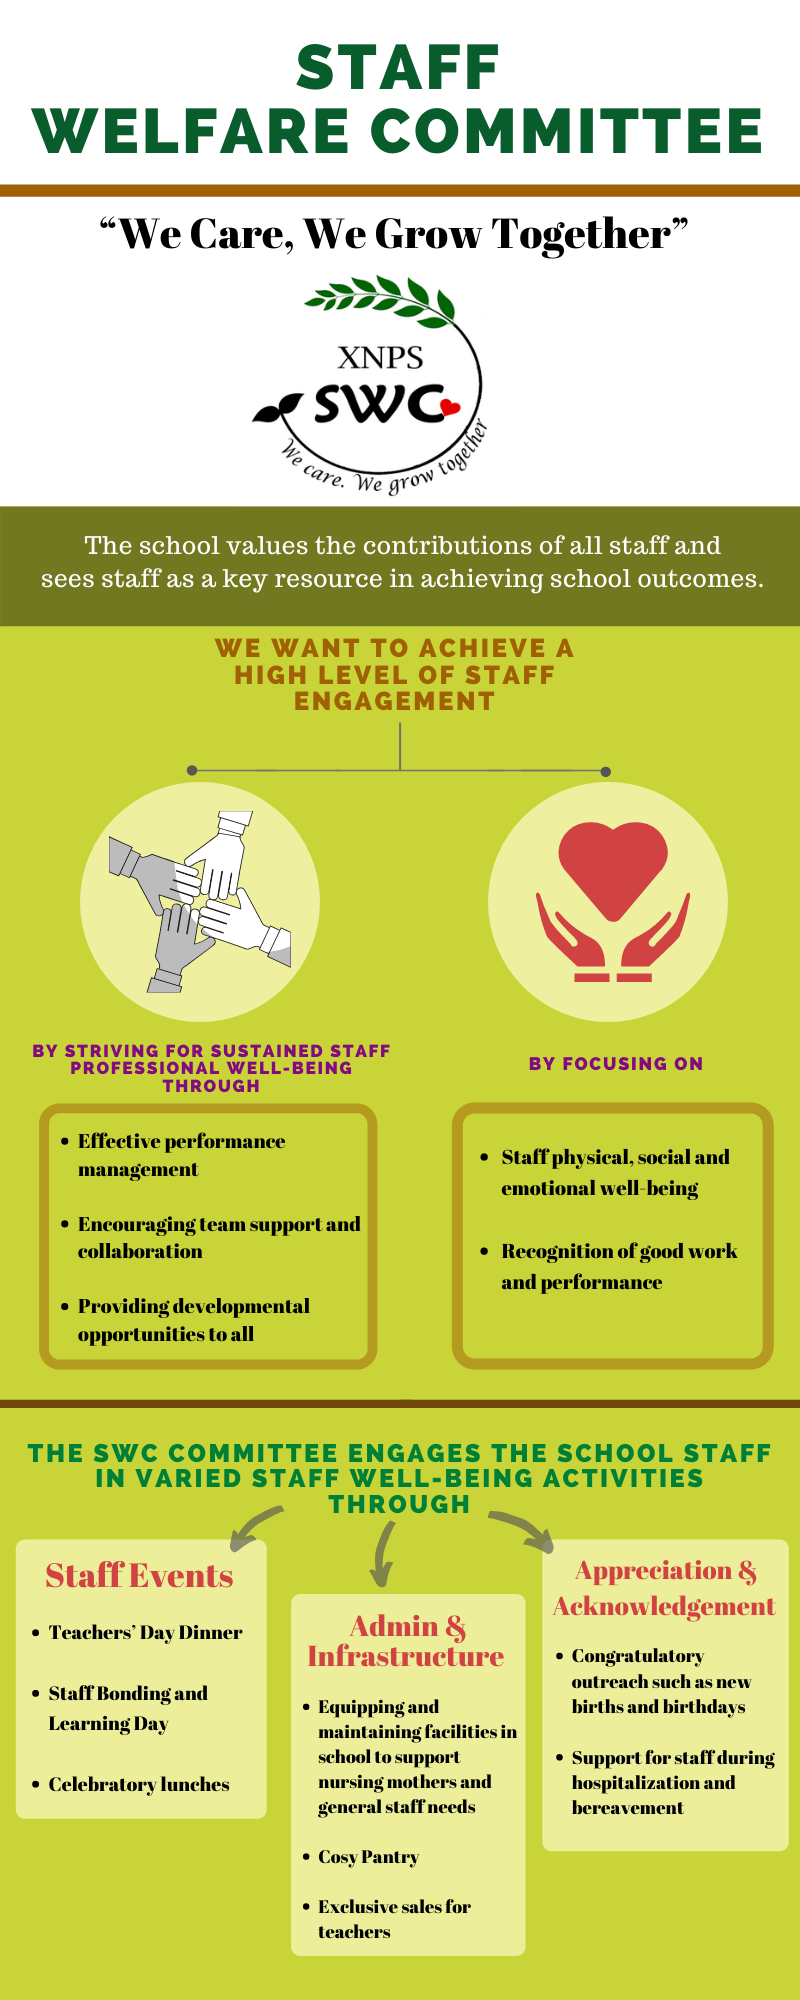 STAFF
WELFARE COMMITTEE
“We Care, We Grow Together”
XNPS
SWC
We care. We grow together
The school values the contributions of all staff and
sees staff as a key resource in achieving school outcomes.
WE WANT TO ACHIEVE A
HIGH LEVEL OF STAFF
ENGAGEMENT
BY STRIVING FOR SUSTAINED STAFF
PROFESSIONAL WELL-BEING
THROUGH
• Effective performance
management
• Encouraging team support and
collaboration
• Providing developmental
opportunities to all
BY FOCUSING ON
• Staff physical, social and
emotional well-being
• Recognition of good work
and performance
THE SWC COMMITTEE ENGAGES THE SCHOOL STAFF
IN VARIED STAFF WELL-BEING ACTIVITIES
THROUGH
Staff Events
• Teachers’ Day Dinner
• Staff Bonding and
Learning Day
• Celebratory lunches
Admin &
Infrastructure
• Equipping and
maintaining facilities in
school to support
nursing mothers and
general staff needs
• Cosy Pantry
• Exclusive sales for
teachers
Appreciation &
Acknowledgement
• Congratulatory
outreach such as new
births and birthdays
• Support for staff during
hospitalization and
bereavement